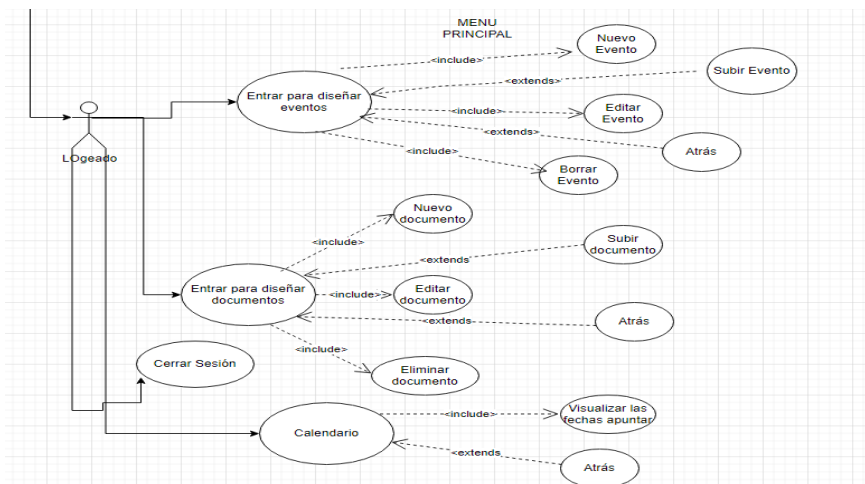 MENU
PRINCIPAL
Nuevo
Evento
<include>
Subir Evento
<extends>
Entrar para diseñar
eventos
<include>
Editar
Evento
<extends>
Atrás
<include>
Borrar
Evento
LOgeado
Nuevo
documento
<include>
Subir
documento
<extends
Entrar para diseñar
documentos
<include>
Editar
documento
<extends
Atrás
<include>
Eliminar
documento
Cerrar Sesión
Calendario
<include>
Visualizar las
fechas apuntar
<extends
Atrás